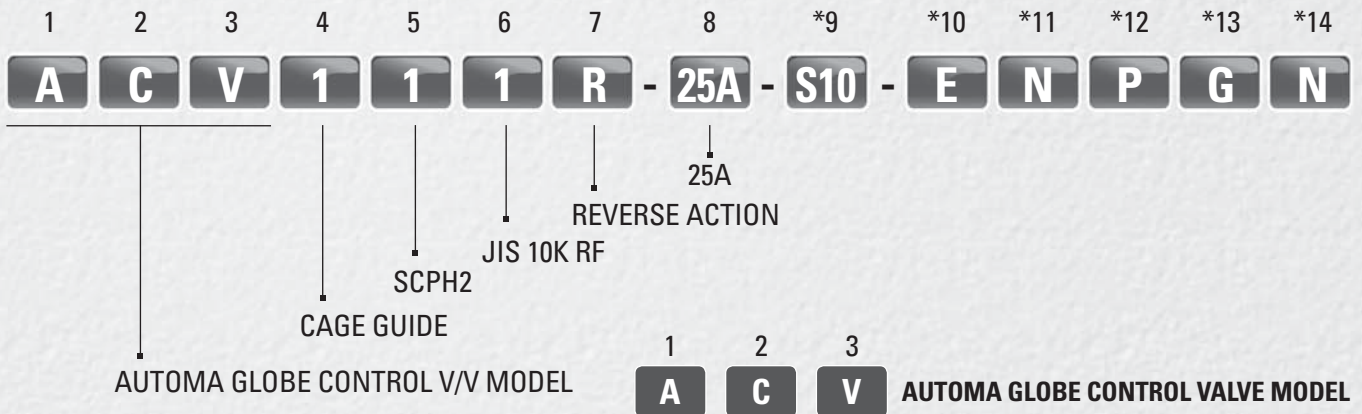 1 2 3 4 5 6 7 8 *9 *10 *11 *12 *13 *14
A C V 1 1 1 R - 25A - S10 - E N P G N
25A
REVERSE ACTION
JIS 10K RF
SCPH2
CAGE GUIDE
AUTOMA GLOBE CONTROL V/V MODEL
1 2 3
A C V AUTOMA GLOBE CONTROL VALVE MODEL